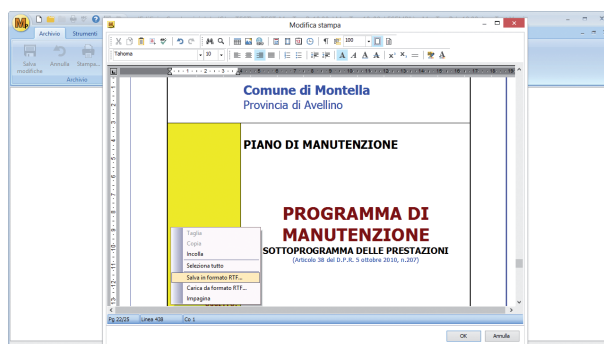 Modifica stampa
Archivio Strumenti
Salva modifiche Annulla Stampa...
Archivio
Tahoma 10 100
Comune di Montella
Provincia di Avellino
PIANO DI MANUTENZIONE
PROGRAMMA DI
MANUTENZIONE
SOTTOPROGRAMMA DELLE PRESTAZIONI
(Articolo 38 del D.P.R. 5 ottobre 2010, n.207)
Taglia
Copia
Incolla
Seleziona tutto
Salva in formato RTF...
Carica da formato RTF...
Impagina
Pg 22/25 Linea 438 Co 1
OK Annulla